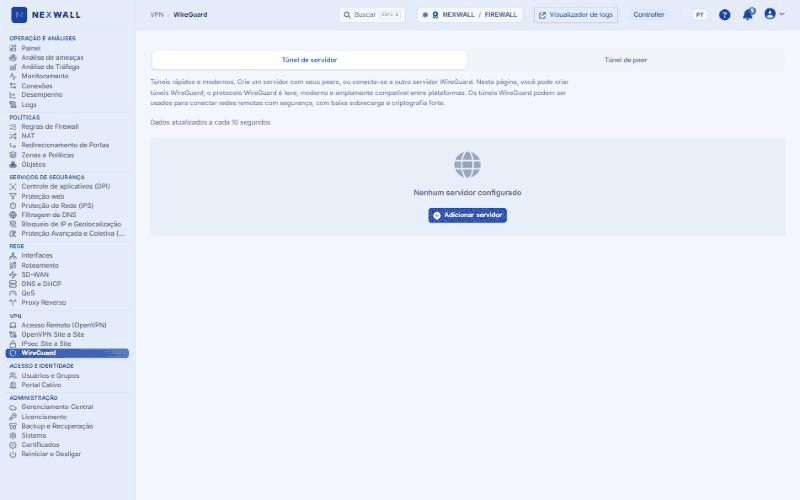 NEXWALL
VPN / WireGuard
Buscar Ctrl K
NEXWALL / FIREWALL
Visualizador de logs
Controller
PT
OPERAÇÃO E ANÁLISES
Painel
Análise de ameaças
Análise de Tráfego
Monitoramento
Conexões
Desempenho
Logs
POLÍTICAS
Regras de Firewall
NAT
Redirecionamento de Portas
Zonas e Políticas
Objetos
SERVIÇOS DE SEGURANÇA
Controle de aplicativos (DPI)
Proteção web
Proteção de Rede (IPS)
Filtragem de DNS
Bloqueio de IP e Geolocalização
Proteção Avançada e Coletiva (...
REDE
Interfaces
Roteamento
SD-WAN
DNS e DHCP
QoS
Proxy Reverso
VPN
Acesso Remoto (OpenVPN)
OpenVPN Site a Site
IPsec Site a Site
WireGuard
ACESSO E IDENTIDADE
Usuários e Grupos
Portal Cativo
ADMINISTRAÇÃO
Gerenciamento Central
Licenciamento
Backup e Recuperação
Sistema
Certificados
Reiniciar e Desligar
Túnel de servidor
Túnel de peer
Túneis rápidos e modernos. Crie um servidor com seus peers, ou conecte-se a outro servidor WireGuard. Nesta página, você pode criar
túneis WireGuard; o protocolo WireGuard é leve, moderno e amplamente compatível entre plataformas. Os túneis WireGuard podem ser
usados para conectar redes remotas com segurança, com baixa sobrecarga e criptografia forte.
Dados atualizados a cada 10 segundos
Nenhum servidor configurado
Adicionar servidor